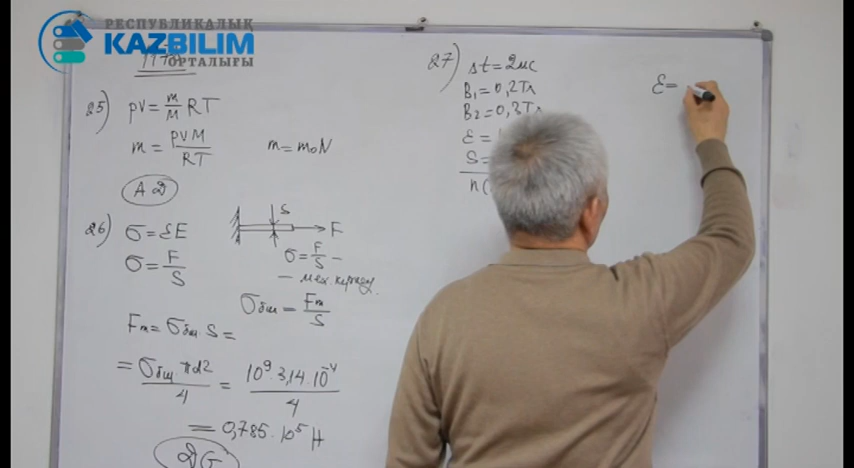 РЕСПУБЛИКАЛЫҚ
KAZBILIM
ОРТАЛЫҒЫ
25) pV = m/M RT
m = pVM/RT
m = m₀N
A D
26) σ = εE
σ = F/S
S
F
σ = F/S –
– мех. кернеу.
σбш = Fm/S
Fm = σбш S =
= σбш · πd²/4 = 10⁹ · 3,14 · 10⁻⁴/4
= 0,785 · 10⁵ Н
DG
27) Δt = 2мс
B₁ = 0,2Тл
B₂ = 0,3Тл
ε =
S =
n(
ε =